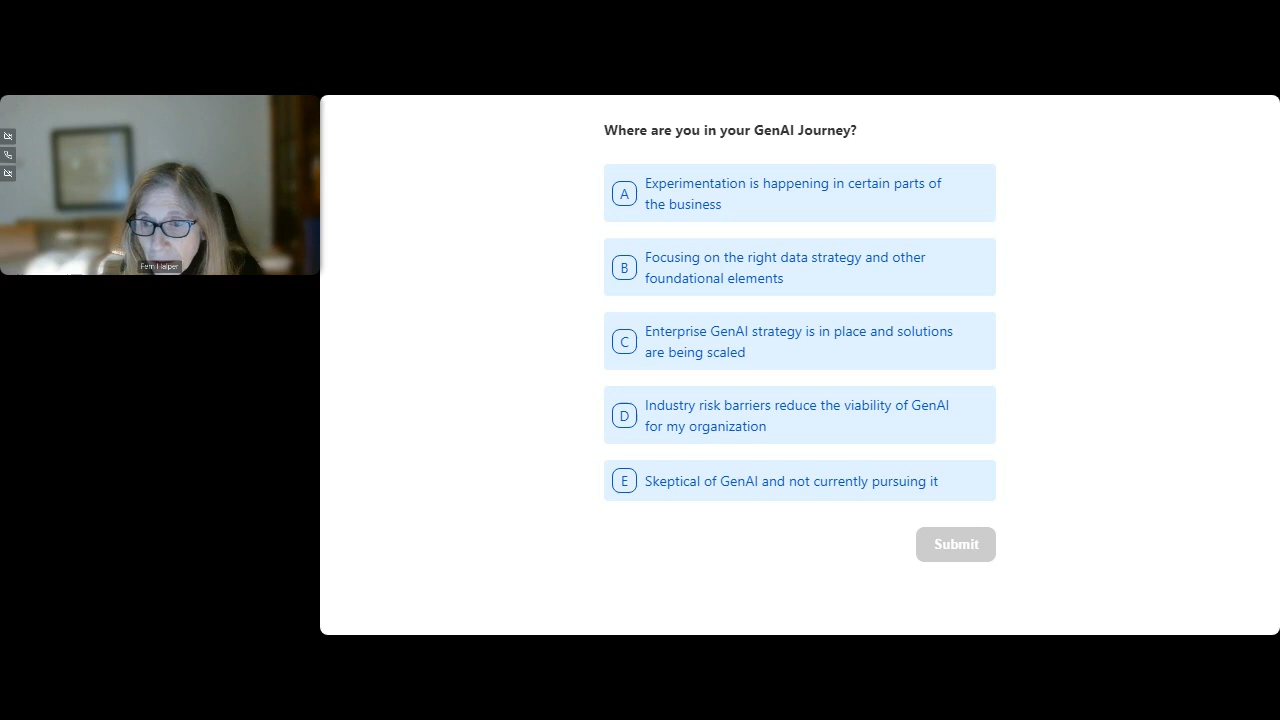 Fern Halper
Where are you in your GenAI Journey?
A
Experimentation is happening in certain parts of
the business
B
Focusing on the right data strategy and other
foundational elements
C
Enterprise GenAI strategy is in place and solutions
are being scaled
D
Industry risk barriers reduce the viability of GenAI
for my organization
E
Skeptical of GenAI and not currently pursuing it
Submit